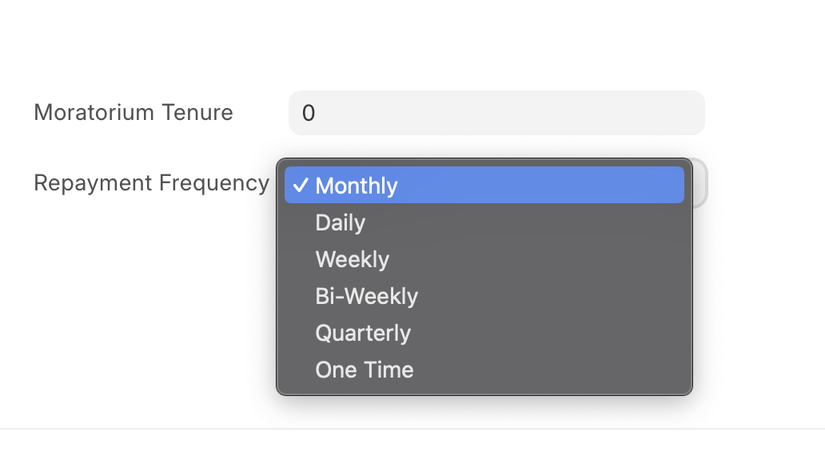 Moratorium Tenure 0
Repayment Frequency ✓ Monthly
Daily
Weekly
Bi-Weekly
Quarterly
One Time